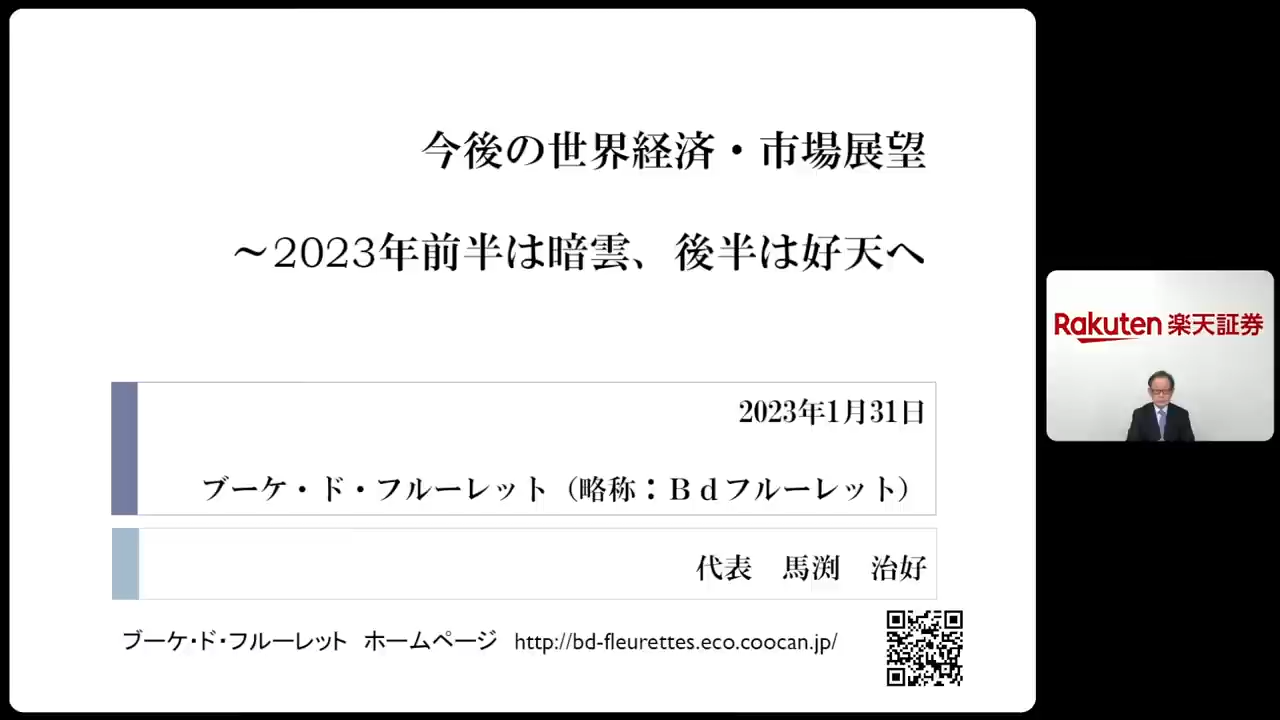 今後の世界経済・市場展望
～2023年前半は暗雲、後半は好天へ
2023年1月31日
ブーケ・ド・フルーレット（略称：Ｂｄフルーレット）
代表　馬渕　治好
ブーケ・ド・フルーレット　ホームページ　http://bd-fleurettes.eco.coocan.jp/
Rakuten 楽天証券